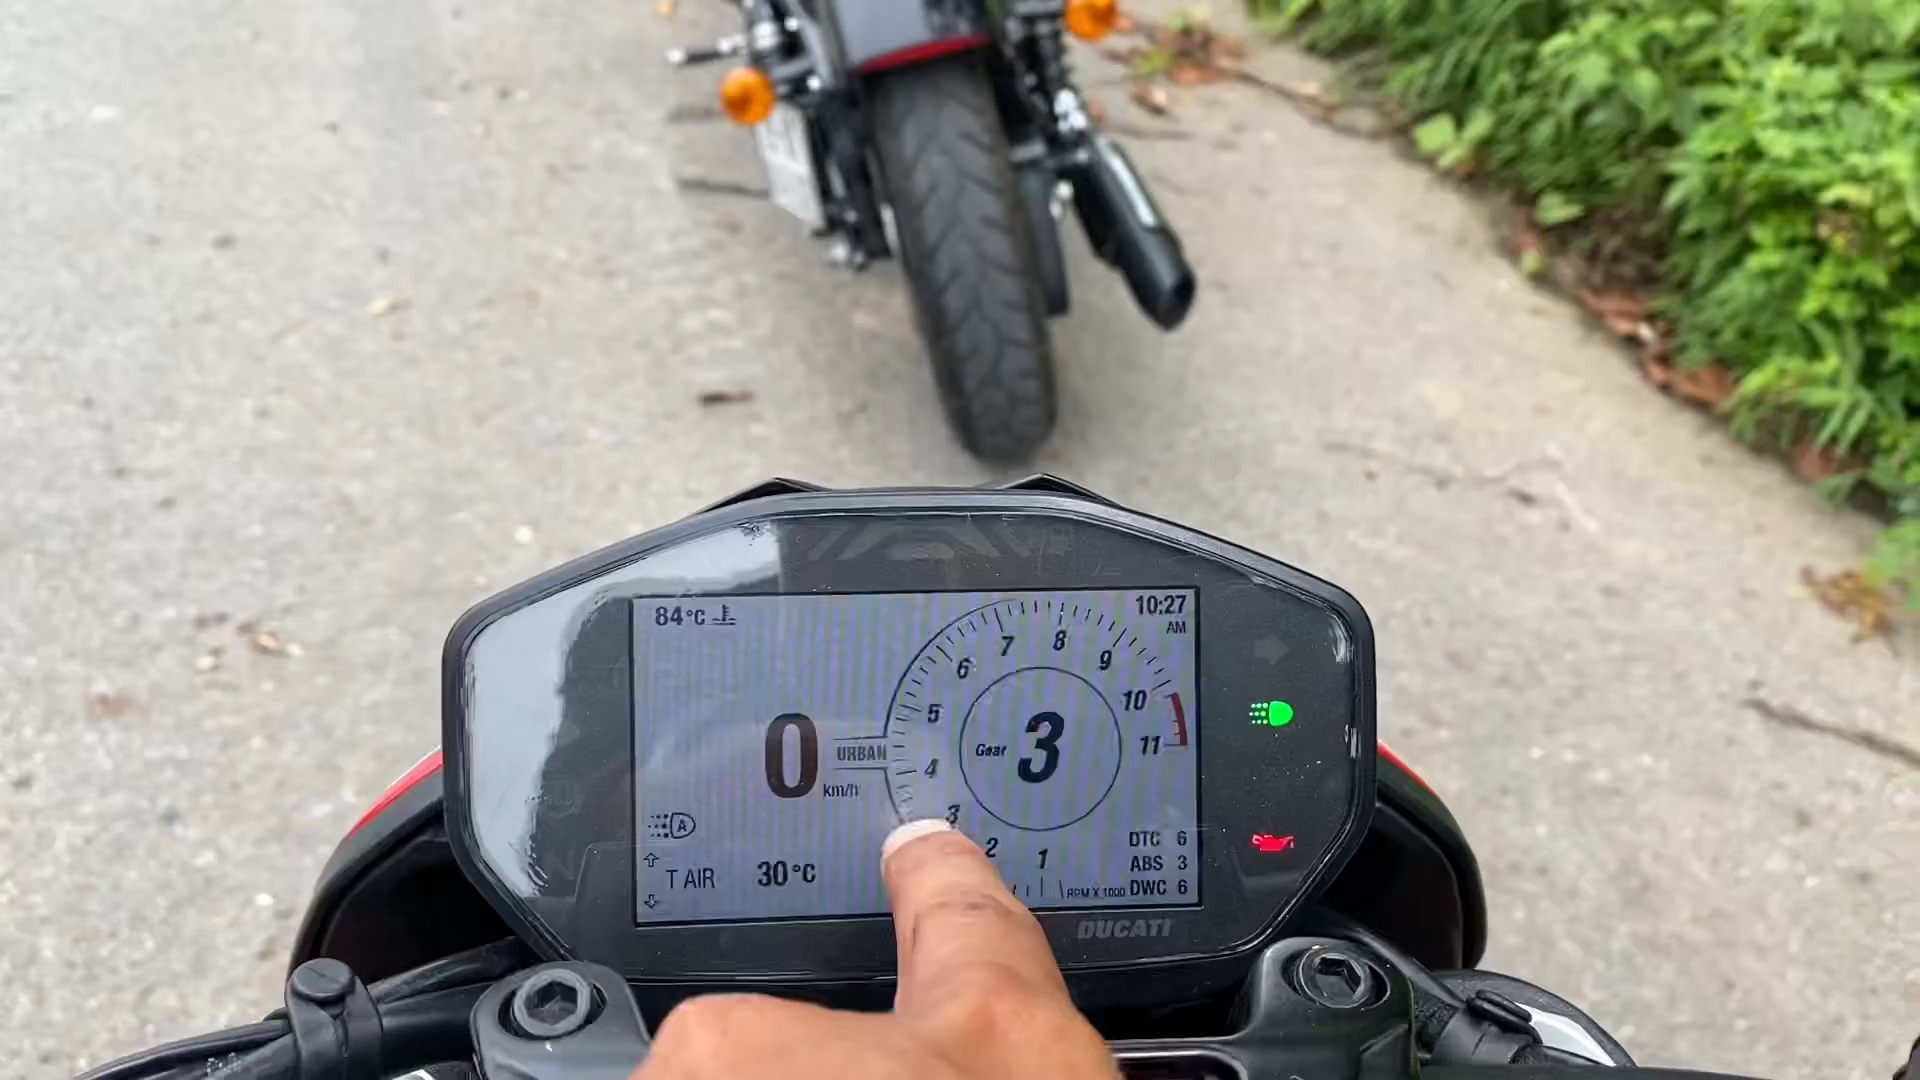 84°C
10:27
AM
7
8
6
9
5
10
0
URBAN
Gear
3
11
4
km/h
3
A
2
1
DTC 6
ABS 3
T AIR
30°C
RPM X 1000
DWC 6
DUCATI